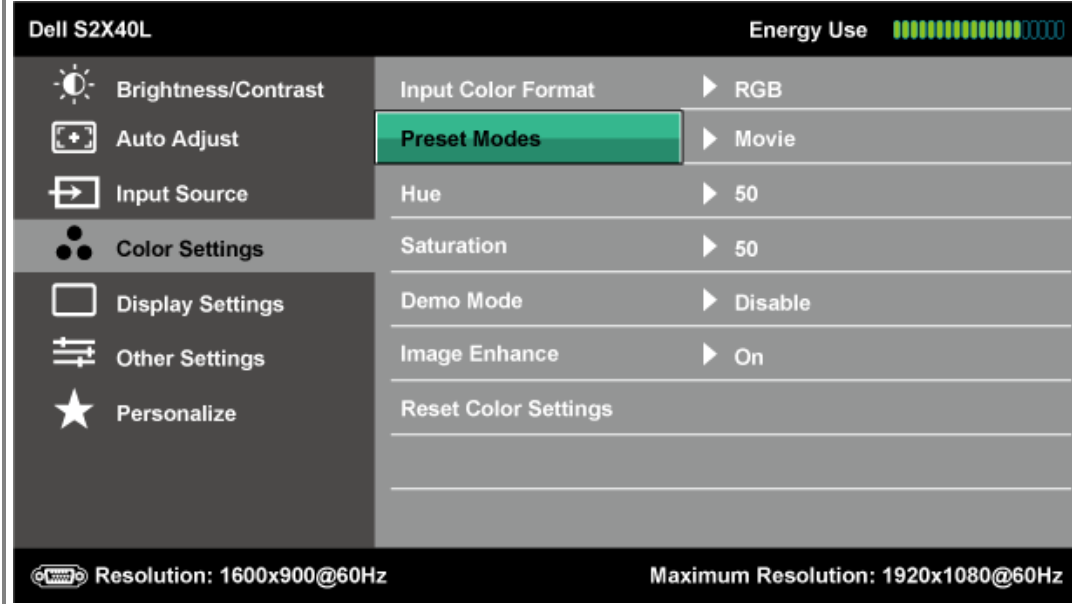 Dell S2X40L Energy Use
Brightness/Contrast
Auto Adjust
Input Source
Color Settings
Display Settings
Other Settings
Personalize
Input Color Format RGB
Preset Modes Movie
Hue 50
Saturation 50
Demo Mode Disable
Image Enhance On
Reset Color Settings
Resolution: 1600x900@60Hz Maximum Resolution: 1920x1080@60Hz